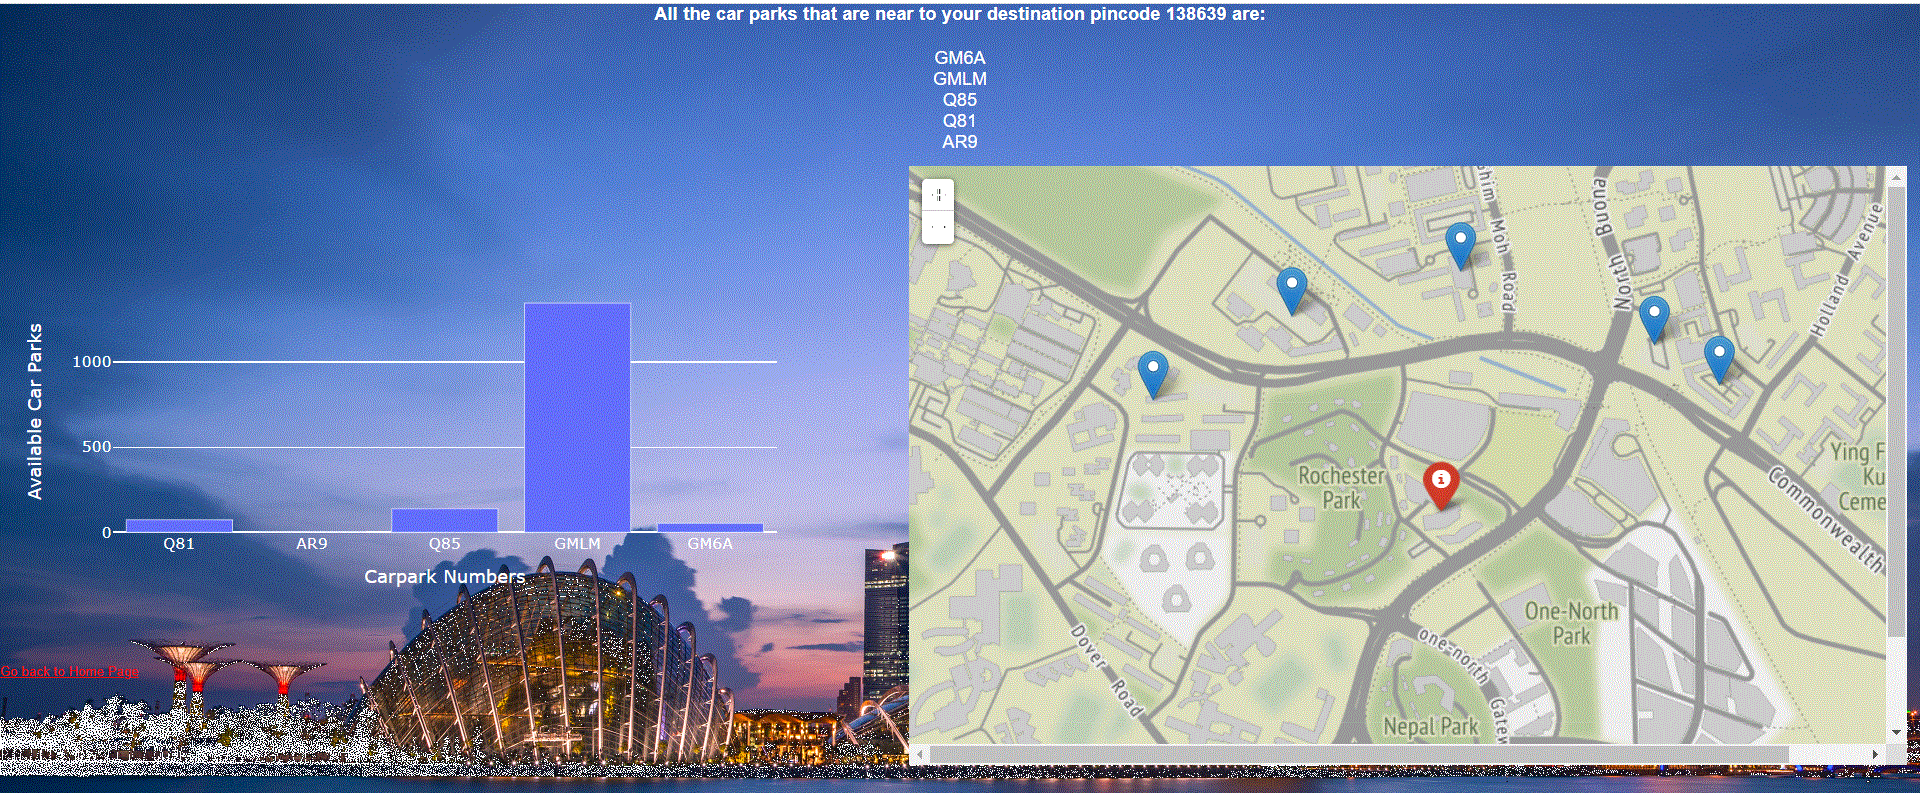 All the car parks that are near to your destination pincode 138639 are:
GM6A
GMLM
Q85
Q81
AR9
Available Car Parks
1000
500
0
Q81 AR9 Q85 GMLM GM6A
Carpark Numbers
Go back to Home Page
Mohr Road
North Buona
Holland Avenue
Rochester
Park
Ying F
Ku
Ceme
Commonwealth
One-North
Park
one-north
Gatew
Dover Road
Nepal Park